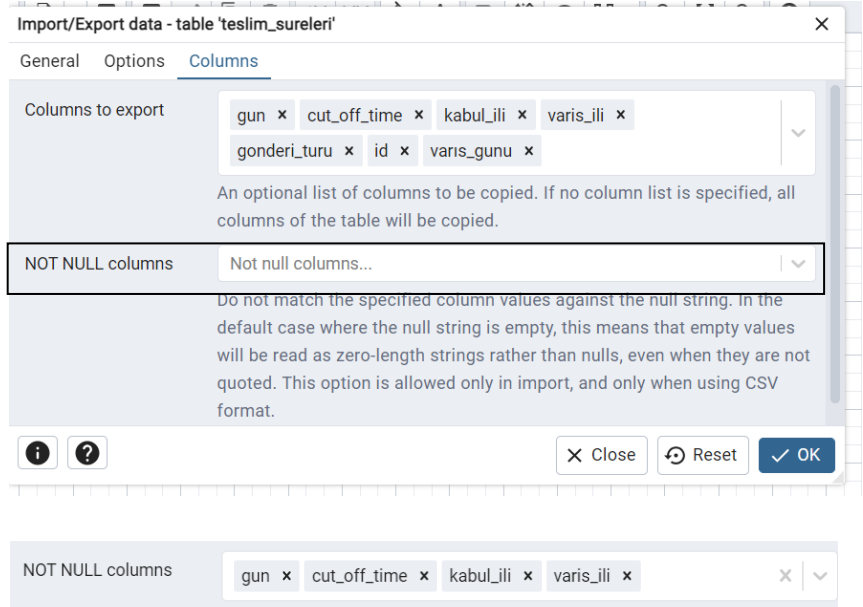 Import/Export data - table 'teslim_sureleri'
General Options Columns
Columns to export
gun × cut_off_time × kabul_ili × varis_ili ×
gonderi_turu × id × varıs_gunu ×
An optional list of columns to be copied. If no column list is specified, all
columns of the table will be copied.
NOT NULL columns
Not null columns...
Do not match the specified column values against the null string. In the
default case where the null string is empty, this means that empty values
will be read as zero-length strings rather than nulls, even when they are not
quoted. This option is allowed only in import, and only when using CSV
format.
Close Reset OK
NOT NULL columns
gun × cut_off_time × kabul_ili × varis_ili ×